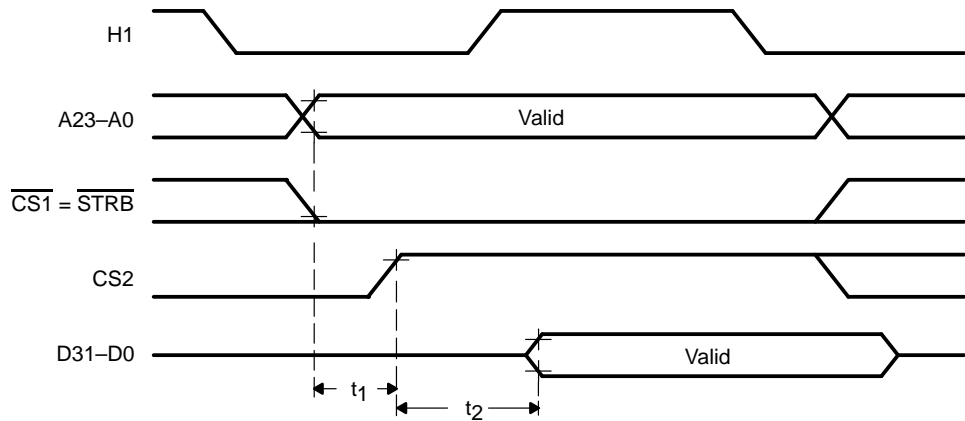 H1
A23–A0
Valid
CS1 = STRB
CS2
D31–D0
Valid
t1
t2